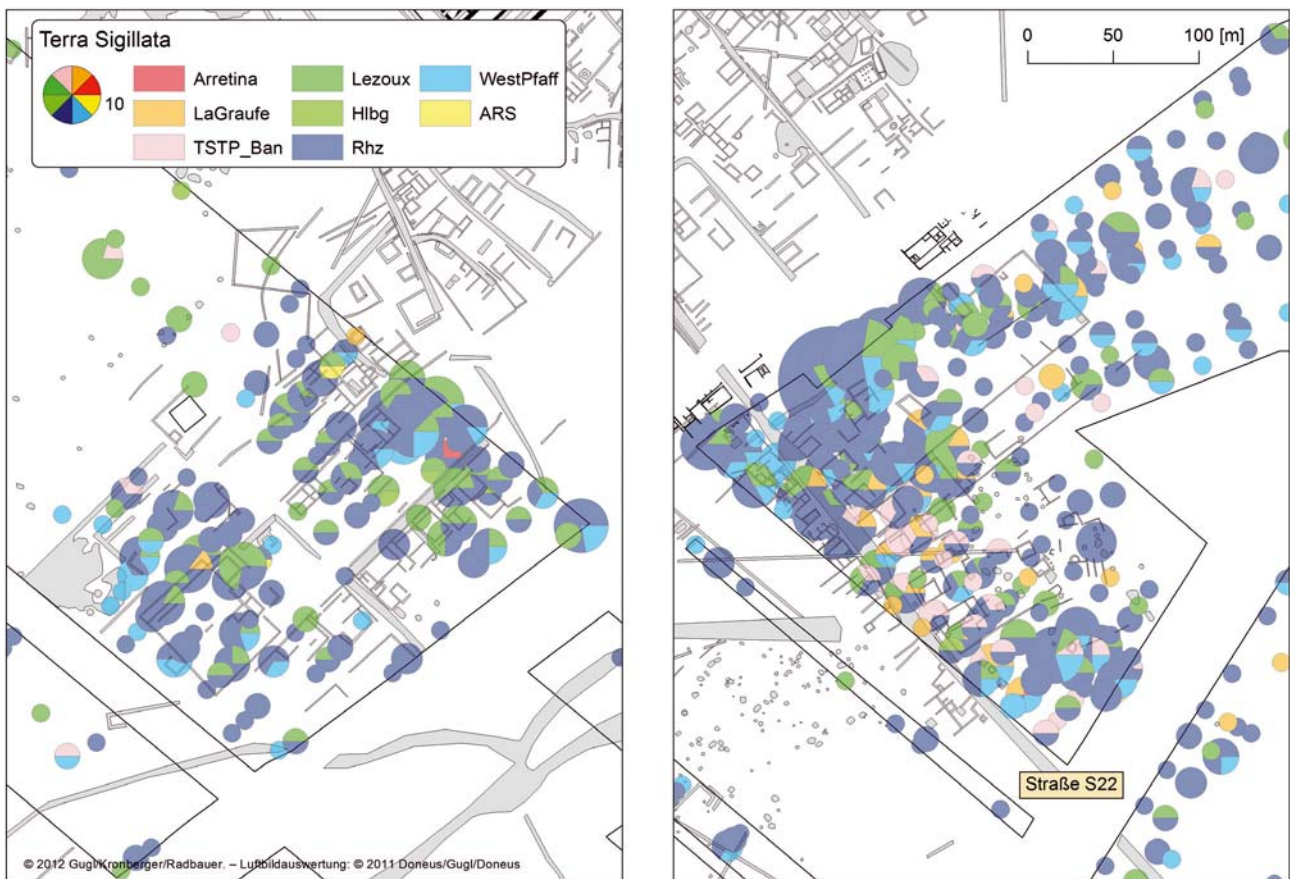 Terra Sigillata
10
Arretina
LaGraufe
TSTP_Ban
Lezoux
Hlbg
Rhz
WestPfaff
ARS
© 2012 Gugl/Kronberger/Radbauer. – Luftbildauswertung: © 2011 Doneus/Gugl/Doneus
0 50 100 [m]
Straße S22